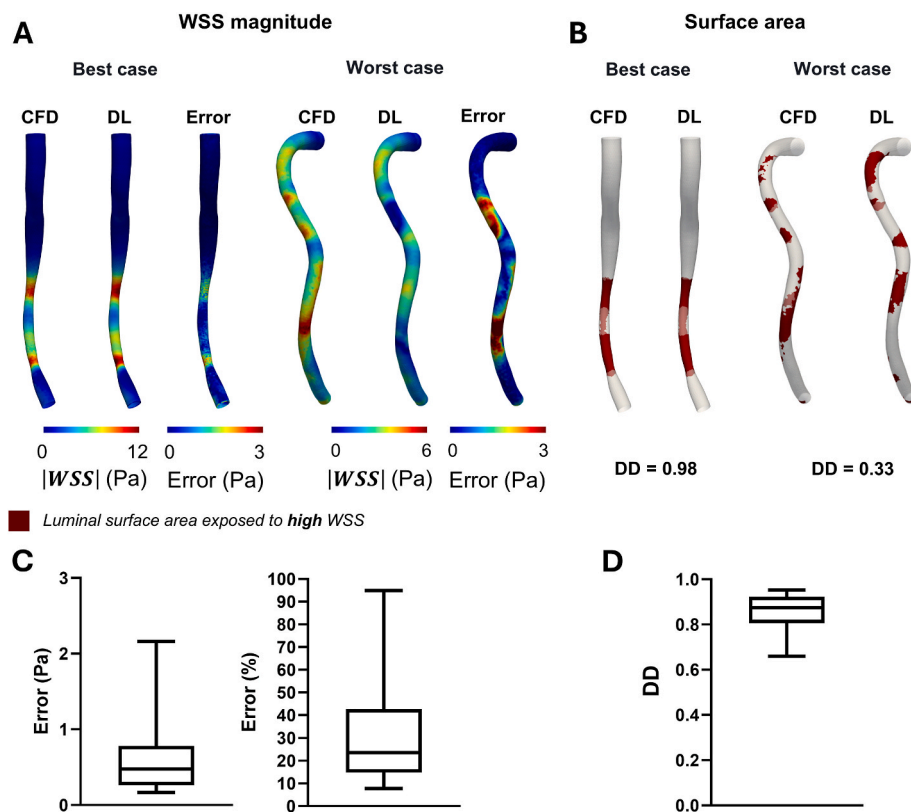 A
WSS magnitude
Best case
Worst case
CFD DL Error
CFD DL Error
0 12
|WSS| (Pa)
0 3
Error (Pa)
0 6
|WSS| (Pa)
0 3
Error (Pa)
B
Surface area
Best case
Worst case
CFD DL
CFD DL
DD = 0.98
DD = 0.33
Luminal surface area exposed to high WSS
C
Error (Pa)
3
2
1
0
Error (%)
100
90
80
70
60
50
40
30
20
10
0
D
DD
1.0
0.8
0.6
0.4
0.2
0.0